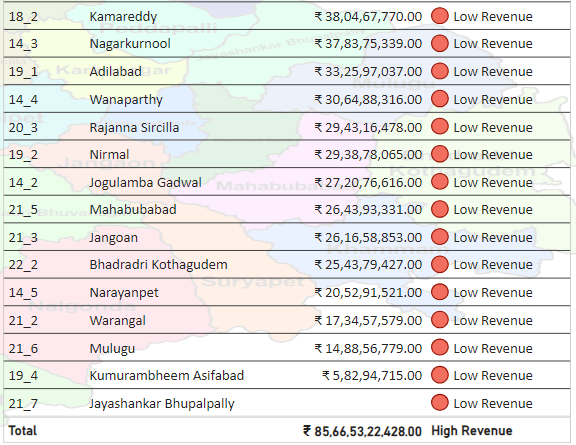 18_2 Kamareddy ₹ 38,04,67,770.00 Low Revenue
14_3 Nagarkurnool ₹ 37,83,75,339.00 Low Revenue
19_1 Adilabad ₹ 33,25,97,037.00 Low Revenue
14_4 Wanaparthy ₹ 30,64,88,316.00 Low Revenue
20_3 Rajanna Sircilla ₹ 29,43,16,478.00 Low Revenue
19_2 Nirmal ₹ 29,38,78,065.00 Low Revenue
14_2 Jogulamba Gadwal ₹ 27,20,76,616.00 Low Revenue
21_5 Mahabubabad ₹ 26,43,93,331.00 Low Revenue
21_3 Jangoan ₹ 26,16,58,853.00 Low Revenue
22_2 Bhadradri Kothagudem ₹ 25,43,79,427.00 Low Revenue
14_5 Narayanpet ₹ 20,52,91,521.00 Low Revenue
21_2 Warangal ₹ 17,34,57,579.00 Low Revenue
21_6 Mulugu ₹ 14,88,56,779.00 Low Revenue
19_4 Kumurambheem Asifabad ₹ 5,82,94,715.00 Low Revenue
21_7 Jayashankar Bhupalpally Low Revenue
Total ₹ 85,66,53,22,428.00 High Revenue